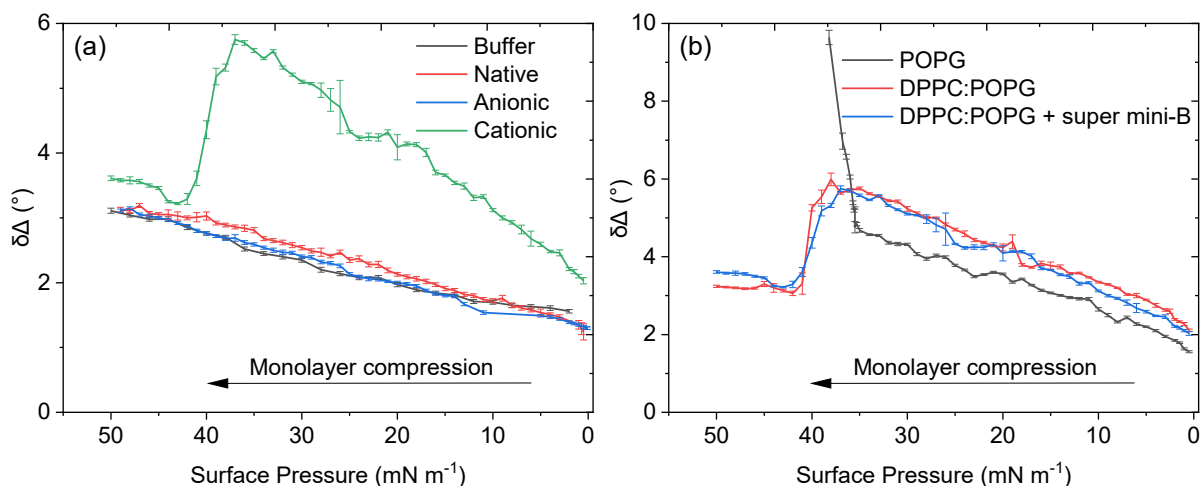 (a)
Buffer
Native
Anionic
Cationic
δΔ (°)
6
4
2
0
Monolayer compression
50 40 30 20 10 0
Surface Pressure (mN m⁻¹)
(b)
POPG
DPPC:POPG
DPPC:POPG + super mini-B
δΔ (°)
10
8
6
4
2
0
Monolayer compression
50 40 30 20 10 0
Surface Pressure (mN m⁻¹)